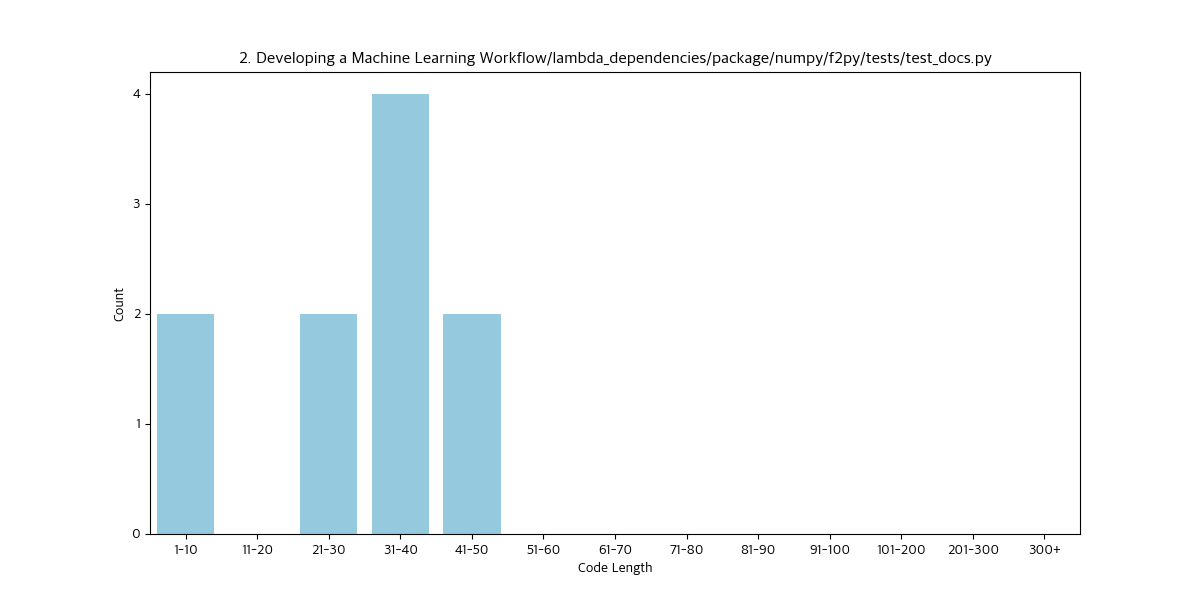 2. Developing a Machine Learning Workflow/lambda_dependencies/package/numpy/f2py/tests/test_docs.py
4
3
2
1
0
Count
1-10 11-20 21-30 31-40 41-50 51-60 61-70 71-80 81-90 91-100 101-200 201-300 300+
Code Length